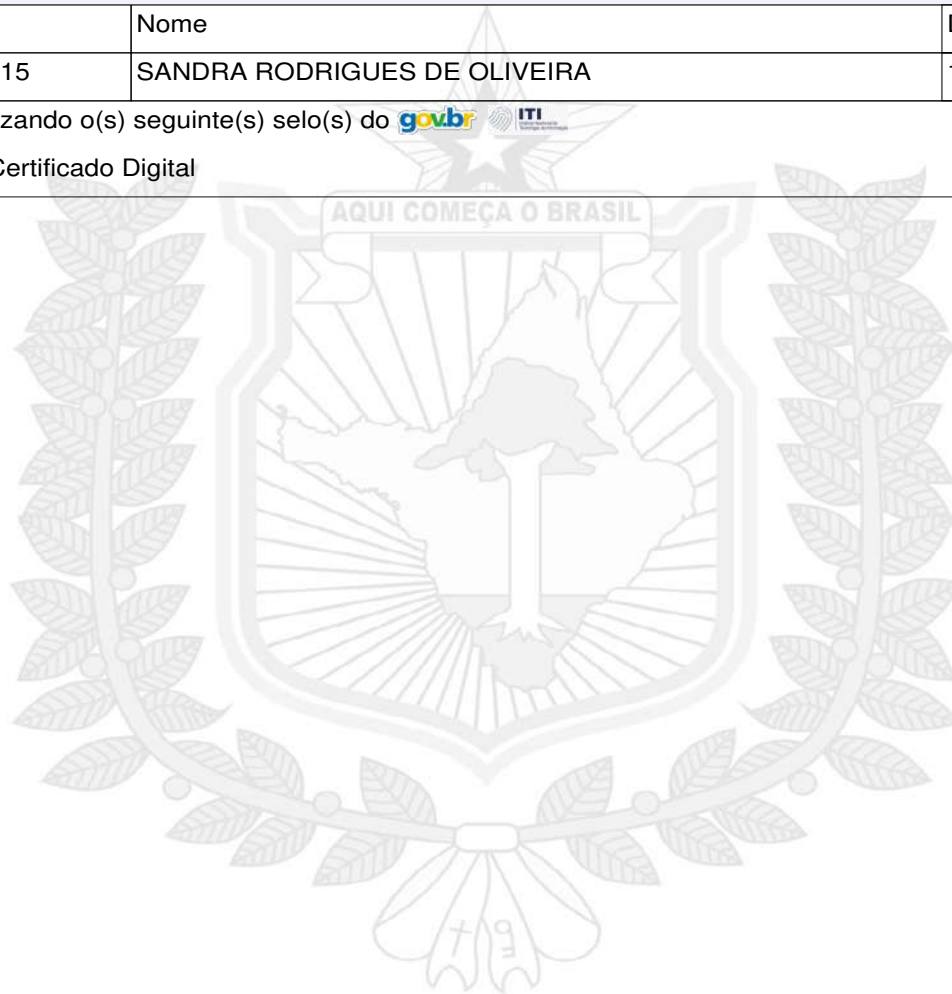 Nome
15 SANDRA RODRIGUES DE OLIVEIRA
zando o(s) seguinte(s) selo(s) do gov.br ITI
Certificado Digital
AQUI COMEÇA O BRASIL